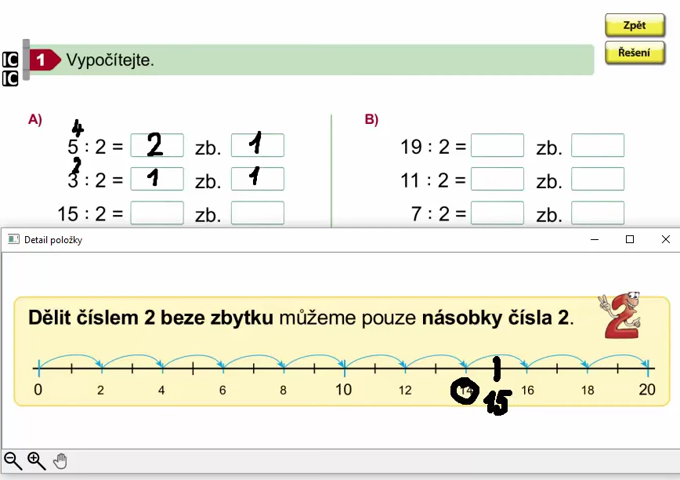 Zpět
1 Vypočítejte.
Řešení
A)
B)
4
5 : 2 = 2 zb. 1
19 : 2 = zb.
2
3 : 2 = 1 zb. 1
11 : 2 = zb.
15 : 2 = zb.
7 : 2 = zb.
Detail položky
Dělit číslem 2 beze zbytku můžeme pouze násobky čísla 2.
2
0 2 4 6 8 10 12 14 16 18 20
15